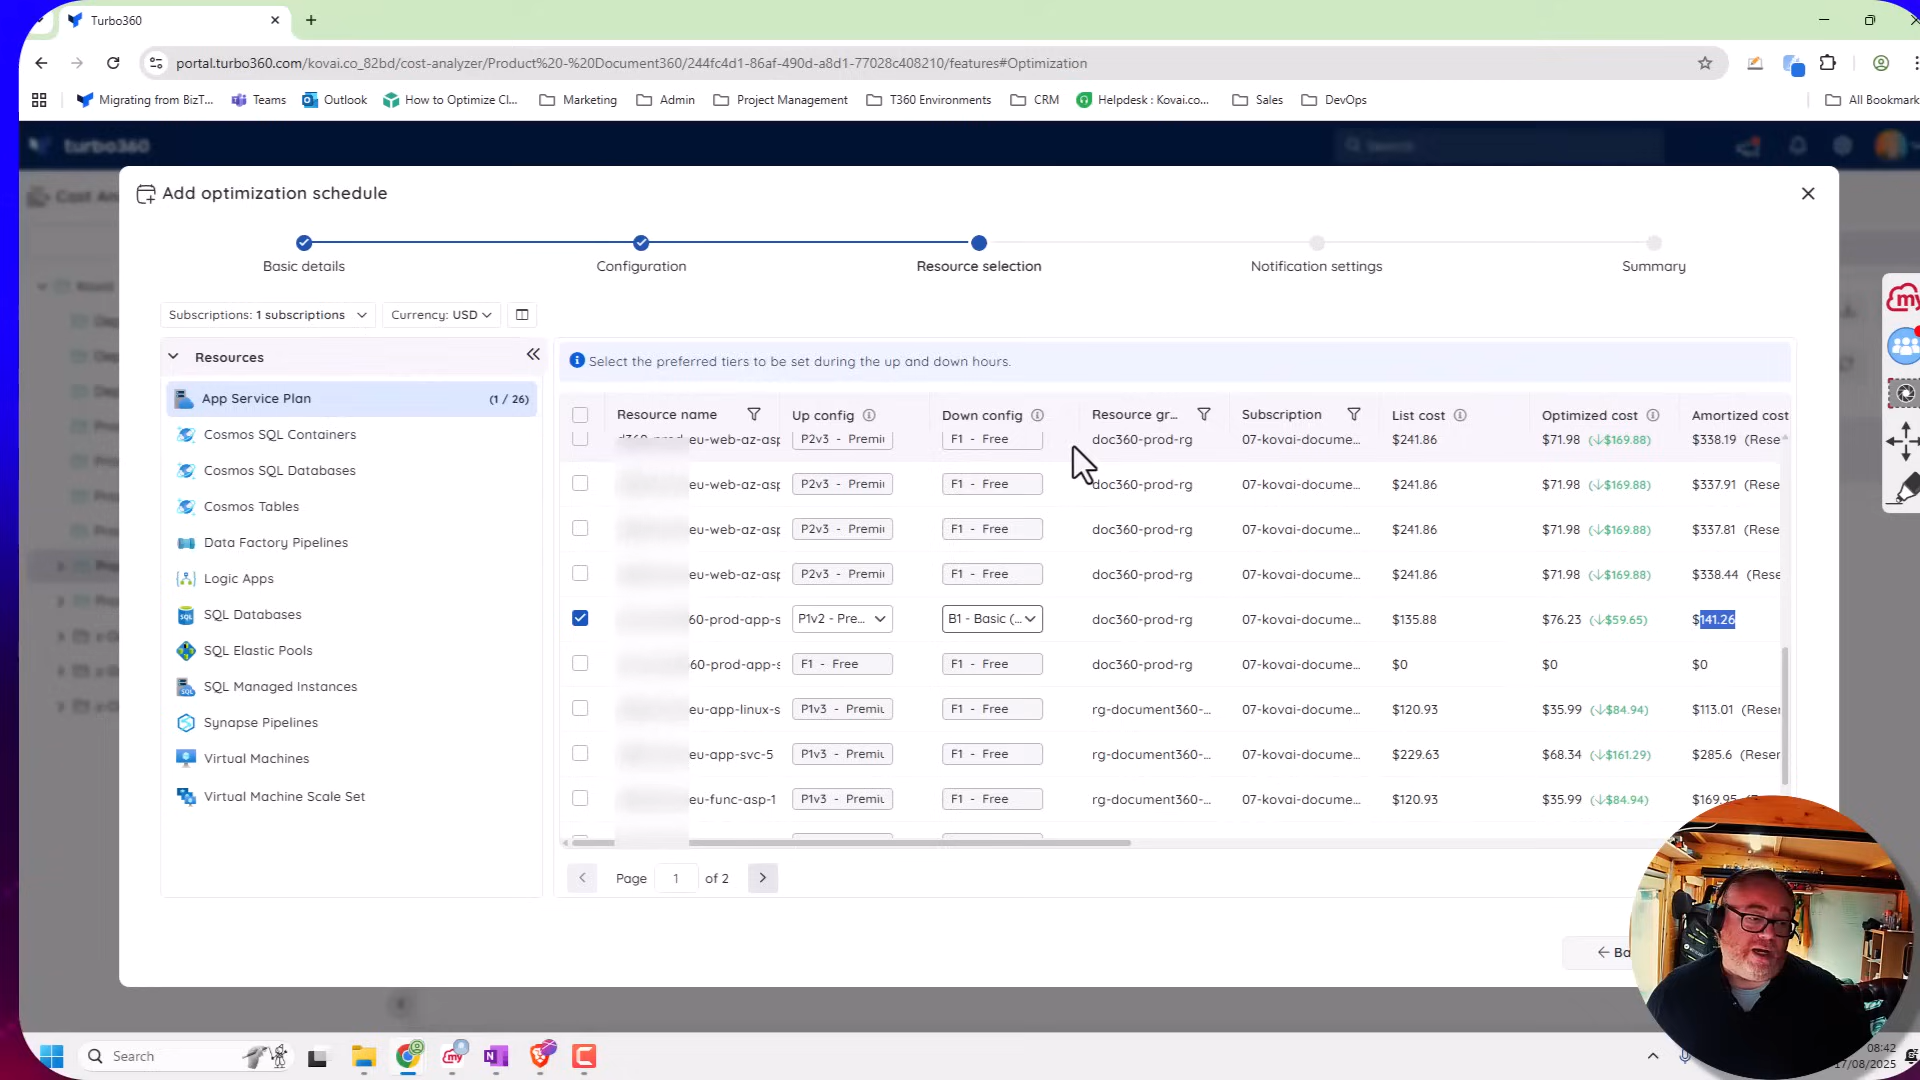 Turbo360
portal.turbo360.com/kovai.co_82bd/cost-analyzer/Product%20-%20Document360/244fc4d1-86af-490d-a8d1-77028c408210/features#Optimization
Migrating from BizT... Teams Outlook How to Optimize Cl... Marketing Admin Project Management T360 Environments CRM Helpdesk : Kovai.co... Sales DevOps All Bookmark
turbo360 Search
Add optimization schedule
Basic details Configuration Resource selection Notification settings Summary
Subscriptions: 1 subscriptions Currency: USD
Resources
Select the preferred tiers to be set during the up and down hours.
App Service Plan (1 / 26)
Cosmos SQL Containers
Cosmos SQL Databases
Cosmos Tables
Data Factory Pipelines
Logic Apps
SQL Databases
SQL Elastic Pools
SQL Managed Instances
Synapse Pipelines
Virtual Machines
Virtual Machine Scale Set
Resource name Up config Down config Resource gr... Subscription List cost Optimized cost Amortized cost
eu-web-az-asp P2v3 - Premi F1 - Free doc360-prod-rg 07-kovai-docume... $241.86 $71.98 (↓$169.88) $338.19 (Rese
eu-web-az-asp P2v3 - Premi F1 - Free doc360-prod-rg 07-kovai-docume... $241.86 $71.98 (↓$169.88) $337.91 (Rese
eu-web-az-asp P2v3 - Premi F1 - Free doc360-prod-rg 07-kovai-docume... $241.86 $71.98 (↓$169.88) $337.81 (Rese
eu-web-az-asp P2v3 - Premi F1 - Free doc360-prod-rg 07-kovai-docume... $241.86 $71.98 (↓$169.88) $338.44 (Rese
60-prod-app-s P1v2 - Pre... B1 - Basic (... doc360-prod-rg 07-kovai-docume... $135.88 $76.23 (↓$59.65) $141.26
60-prod-app-s F1 - Free F1 - Free doc360-prod-rg 07-kovai-docume... $0 $0 $0
eu-app-linux-s P1v3 - Premiu F1 - Free rg-document360-... 07-kovai-docume... $120.93 $35.99 (↓$84.94) $113.01 (Reser
eu-app-svc-5 P1v3 - Premiu F1 - Free rg-document360-... 07-kovai-docume... $229.63 $68.34 (↓$161.29) $285.6 (Reser
eu-func-asp-1 P1v3 - Premiu F1 - Free rg-document360-... 07-kovai-docume... $120.93 $35.99 (↓$84.94) $169.95
Page 1 of 2
Ba
Search
08:42
17/08/2025